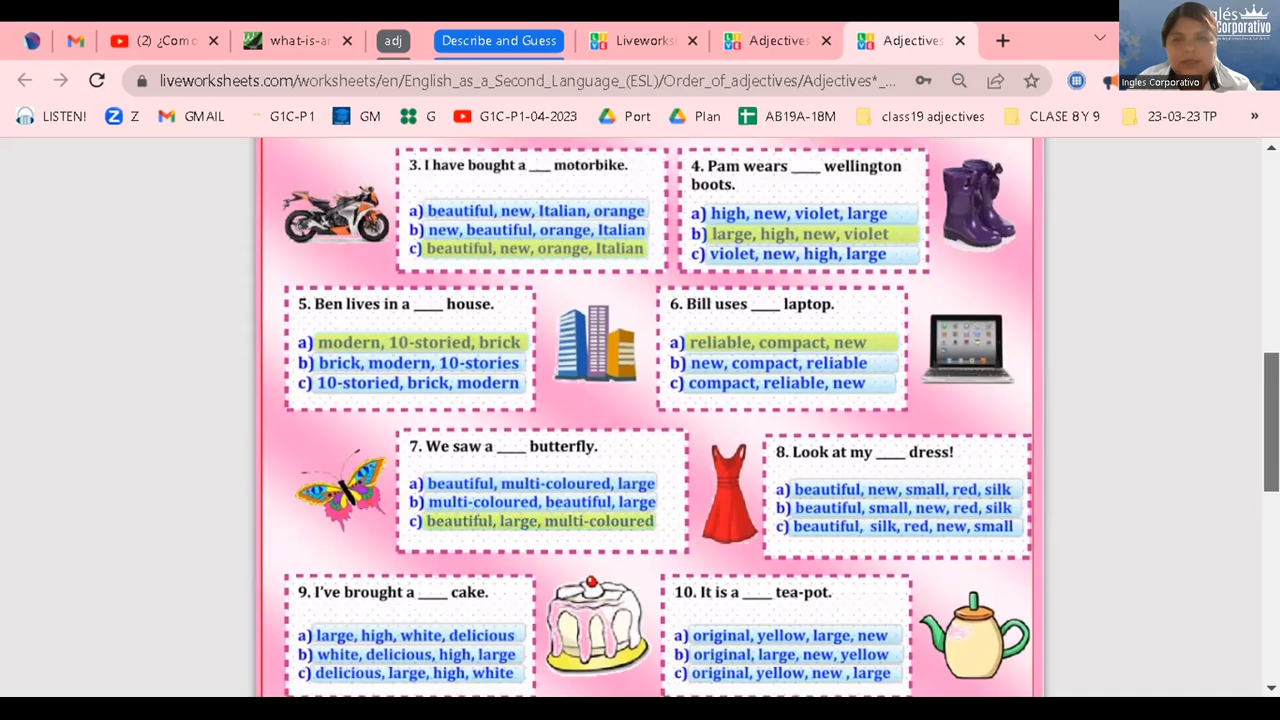 glés
Corporativo
Ingles Corporativo
(2) ¿Com
what-is-ar
adj
Describe and Guess
Livework
Adjectives
Adjectives
liveworksheets.com/worksheets/en/English_as_a_Second_Language_(ESL)/Order_of_adjectives/Adjectives*_...
LISTEN!
Z
GMAIL
G1C-P1
GM
G
G1C-P1-04-2023
Port
Plan
AB19A-18M
class19 adjectives
CLASE 8Y 9
23-03-23 TP
»
3. I have bought a ___ motorbike.
a) beautiful, new, Italian, orange
b) new, beautiful, orange, Italian
c) beautiful, new, orange, Italian
4. Pam wears ____ wellington
boots.
a) high, new, violet, large
b) large, high, new, violet
c) violet, new, high, large
5. Ben lives in a ____ house.
a) modern, 10-storied, brick
b) brick, modern, 10-stories
c) 10-storied, brick, modern
6. Bill uses ____ laptop.
a) reliable, compact, new
b) new, compact, reliable
c) compact, reliable, new
7. We saw a ____ butterfly.
a) beautiful, multi-coloured, large
b) multi-coloured, beautiful, large
c) beautiful, large, multi-coloured
8. Look at my ____ dress!
a) beautiful, new, small, red, silk
b) beautiful, small, new, red, silk
c) beautiful, silk, red, new, small
9. I've brought a ____ cake.
a) large, high, white, delicious
b) white, delicious, high, large
c) delicious, large, high, white
10. It is a ____ tea-pot.
a) original, yellow, large, new
b) original, large, new, yellow
c) original, yellow, new , large